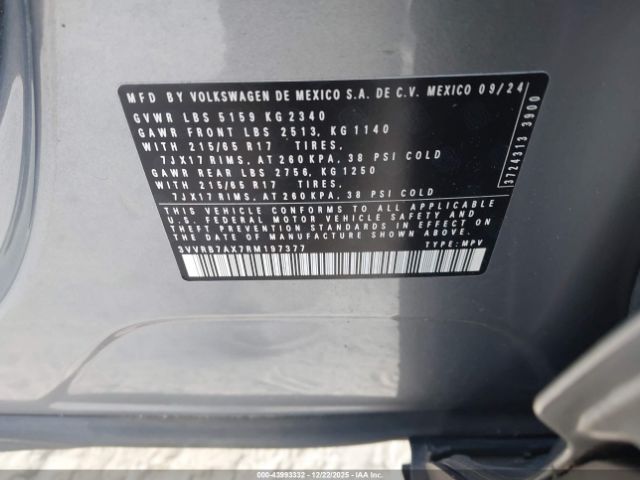 MFD BY VOLKSWAGEN DE MEXICO S.A. DE C.V. MEXICO 09/24
GVWR LBS 5159 KG 2340
GAWR FRONT LBS 2513, KG 1140
WITH 215/65 R17 TIRES,
7JX17 RIMS, AT 260 KPA, 38 PSI COLD
GAWR REAR LBS 2756, KG 1250
WITH 215/65 R17 TIRES,
7JX17 RIMS, AT 260 KPA, 38 PSI COLD
THIS VEHICLE CONFORMS TO ALL APPLICABLE
U.S. FEDERAL MOTOR VEHICLE SAFETY AND
THEFT PREVENTION STANDARDS IN EFFECT ON
THE DATE OF MANUFACTURE SHOWN ABOVE.
3VVRB7AX7RM197377 TYPE: MPV
3724313 3900
000-43993332 - 12/22/2025 - COPYRIGHT IAA, LLC